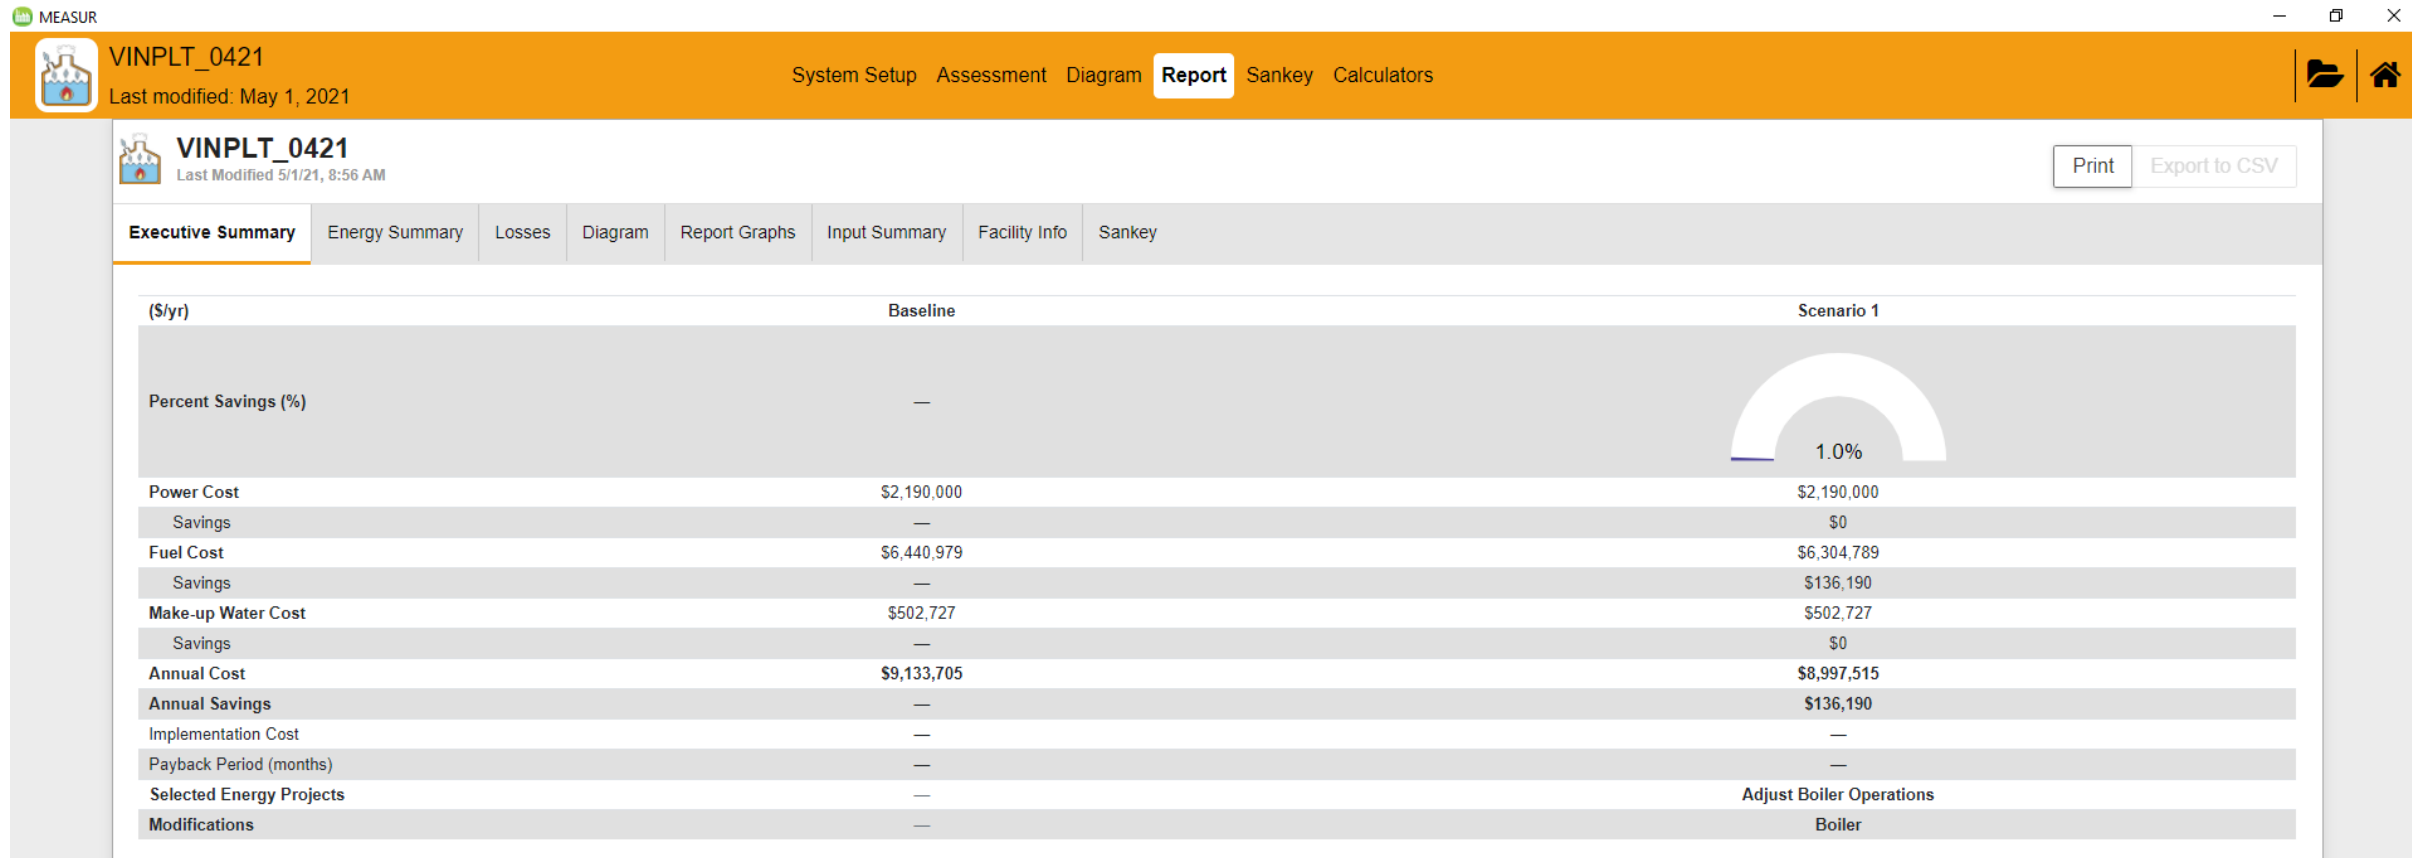 MEASUR
VINPLT_0421
Last modified: May 1, 2021
System Setup Assessment Diagram Report Sankey Calculators
VINPLT_0421
Last Modified 5/1/21, 8:56 AM
Print Export to CSV
Executive Summary Energy Summary Losses Diagram Report Graphs Input Summary Facility Info Sankey
($/yr) Baseline Scenario 1
Percent Savings (%) — 1.0%
Power Cost $2,190,000 $2,190,000
Savings — $0
Fuel Cost $6,440,979 $6,304,789
Savings — $136,190
Make-up Water Cost $502,727 $502,727
Savings — $0
Annual Cost $9,133,705 $8,997,515
Annual Savings — $136,190
Implementation Cost — —
Payback Period (months) — —
Selected Energy Projects — Adjust Boiler Operations
Modifications — Boiler